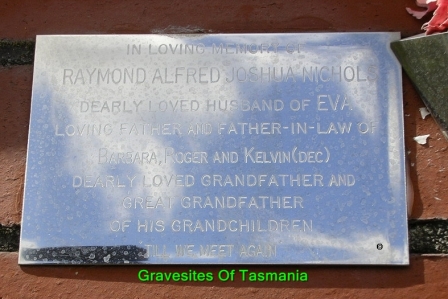 IN LOVING MEMORY OF
RAYMOND ALFRED JOSHUA NICHOLS
DEARLY LOVED HUSBAND OF EVA
LOVING FATHER AND FATHER-IN-LAW OF
BARBARA, ROGER AND KELVIN (DEC)
DEARLY LOVED GRANDFATHER AND
GREAT GRANDFATHER
OF HIS GRANDCHILDREN
TILL WE MEET AGAIN
Gravesites Of Tasmania